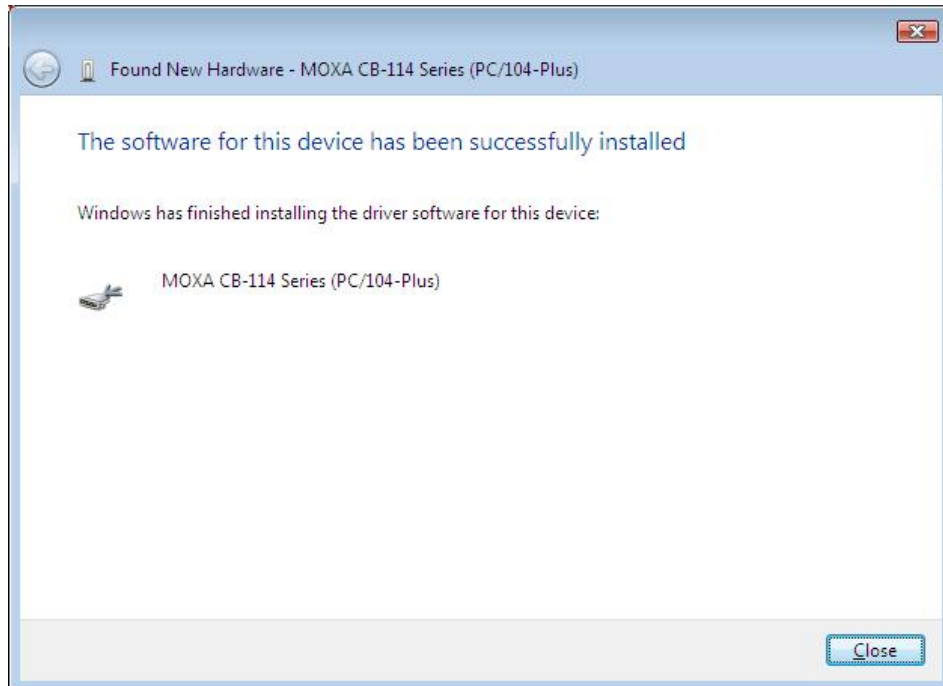 Found New Hardware - MOXA CB-114 Series (PC/104-Plus)
The software for this device has been successfully installed
Windows has finished installing the driver software for this device:
MOXA CB-114 Series (PC/104-Plus)
Close